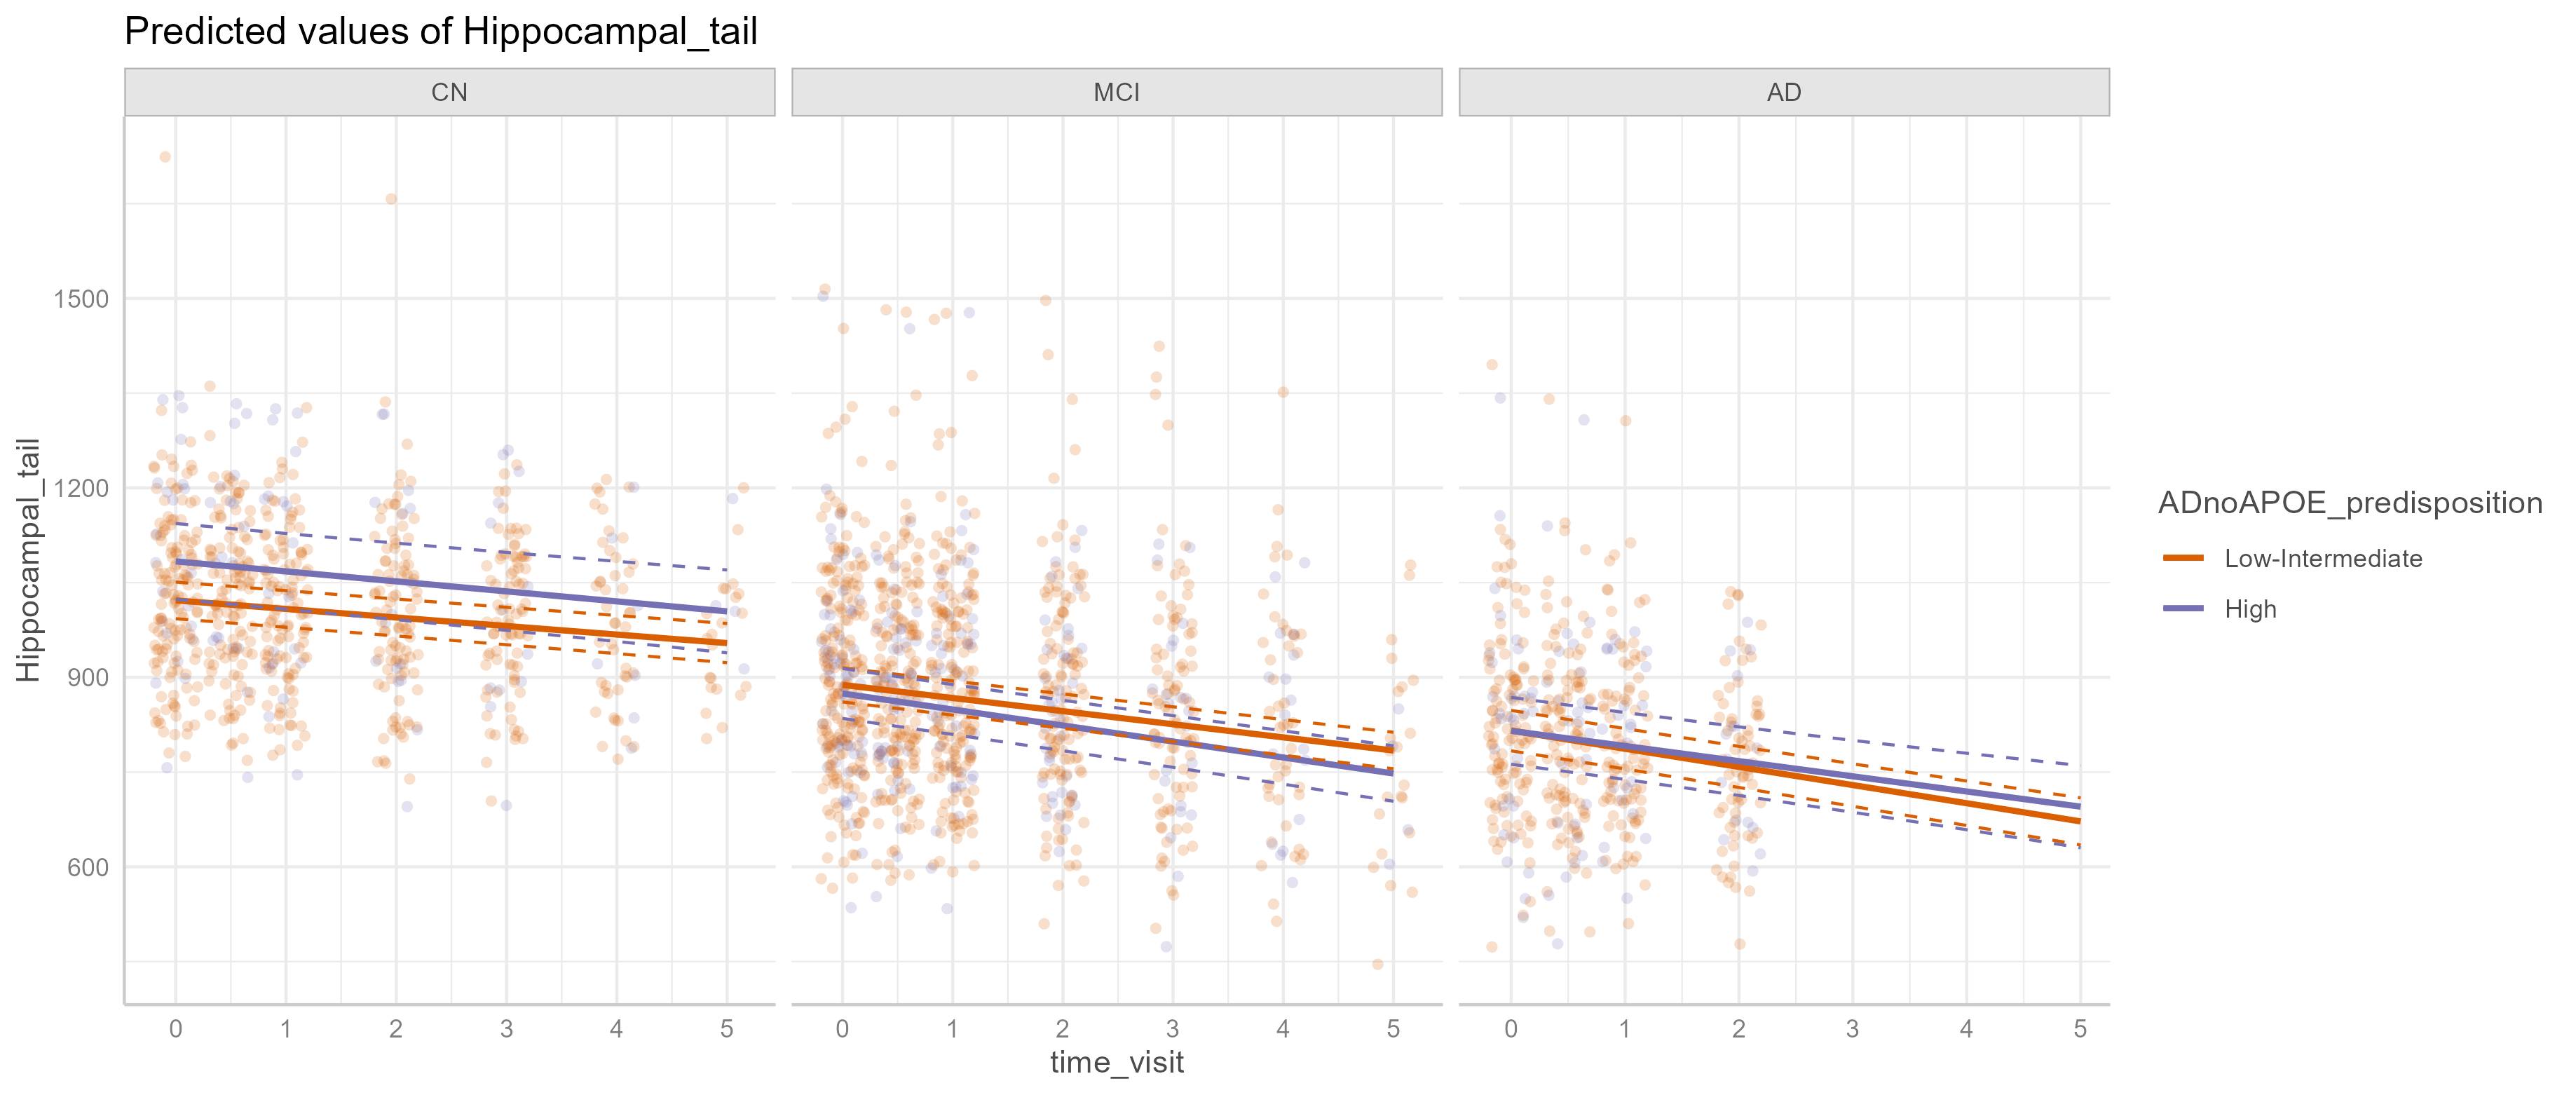 Predicted values of Hippocampal_tail
CN
MCI
AD
1500
1200
900
600
Hippocampal_tail
0 1 2 3 4 5
0 1 2 3 4 5
0 1 2 3 4 5
time_visit
ADnoAPOE_predisposition
Low-Intermediate
High